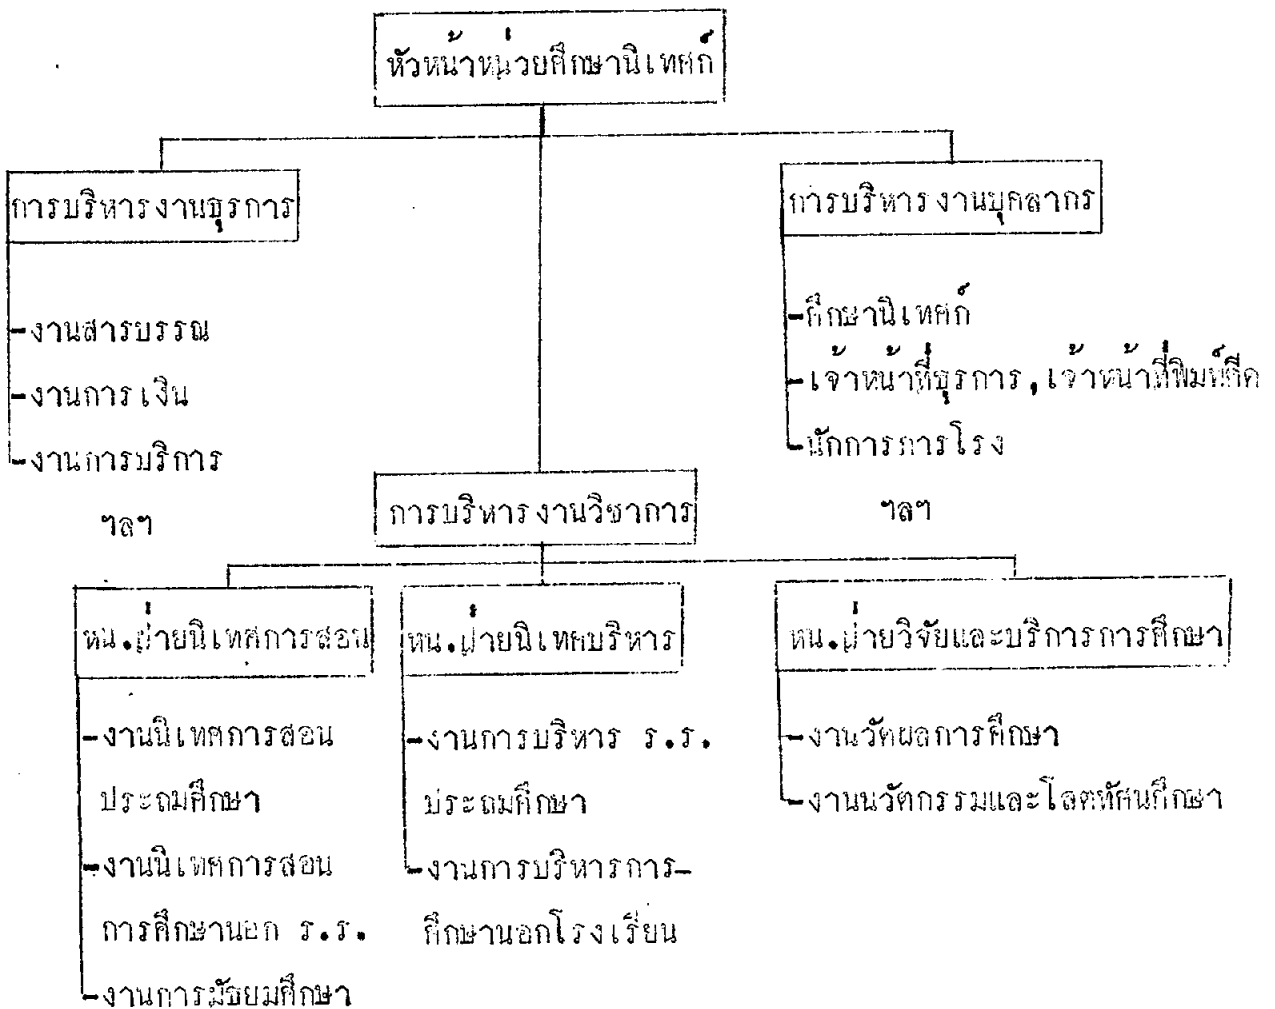 หัวหน้าหน่วยศึกษานิเทศก์
การบริหารงานธุรการ
-งานสารบรรณ
-งานการเงิน
-งานการบริการ
ฯลฯ
การบริหารงานบุคลากร
-ศึกษานิเทศก์
-เจ้าหน้าที่ธุรการ,เจ้าหน้าที่พิมพ์ดีด
-นักการภารโรง
ฯลฯ
การบริหารงานวิชาการ
หน.ฝ่ายนิเทศการสอน
-งานนิเทศการสอน
ประถมศึกษา
-งานนิเทศการสอน
การศึกษานอก ร.ร.
-งานการมัธยมศึกษา
หน.ฝ่ายนิเทศบริหาร
-งานการบริหาร ร.ร.
ประถมศึกษา
-งานการบริหารการ-
ศึกษานอกโรงเรียน
หน.ฝ่ายวิจัยและบริการการศึกษา
-งานวัดผลการศึกษา
-งานนวัตกรรมและโสตทัศนศึกษา